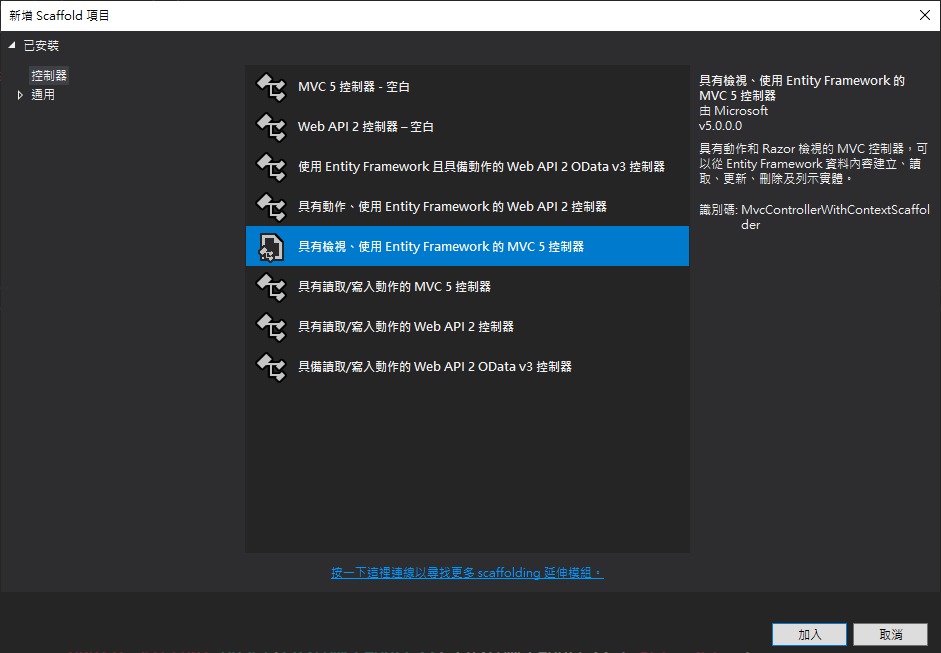 新增 Scaffold 項目
已安裝
控制器
通用
MVC 5 控制器 - 空白
Web API 2 控制器 – 空白
使用 Entity Framework 且具備動作的 Web API 2 OData v3 控制器
具有動作、使用 Entity Framework 的 Web API 2 控制器
具有檢視、使用 Entity Framework 的 MVC 5 控制器
具有讀取/寫入動作的 MVC 5 控制器
具有讀取/寫入動作的 Web API 2 控制器
具備讀取/寫入動作的 Web API 2 OData v3 控制器
具有檢視、使用 Entity Framework 的
MVC 5 控制器
由 Microsoft
v5.0.0.0
具有動作和 Razor 檢視的 MVC 控制器，可
以從 Entity Framework 資料內容建立、讀
取、更新、刪除及列示實體。
識別碼: MvcControllerWithContextScaffol
der
按一下這裡連線以尋找更多 scaffolding 延伸模組。
加入
取消